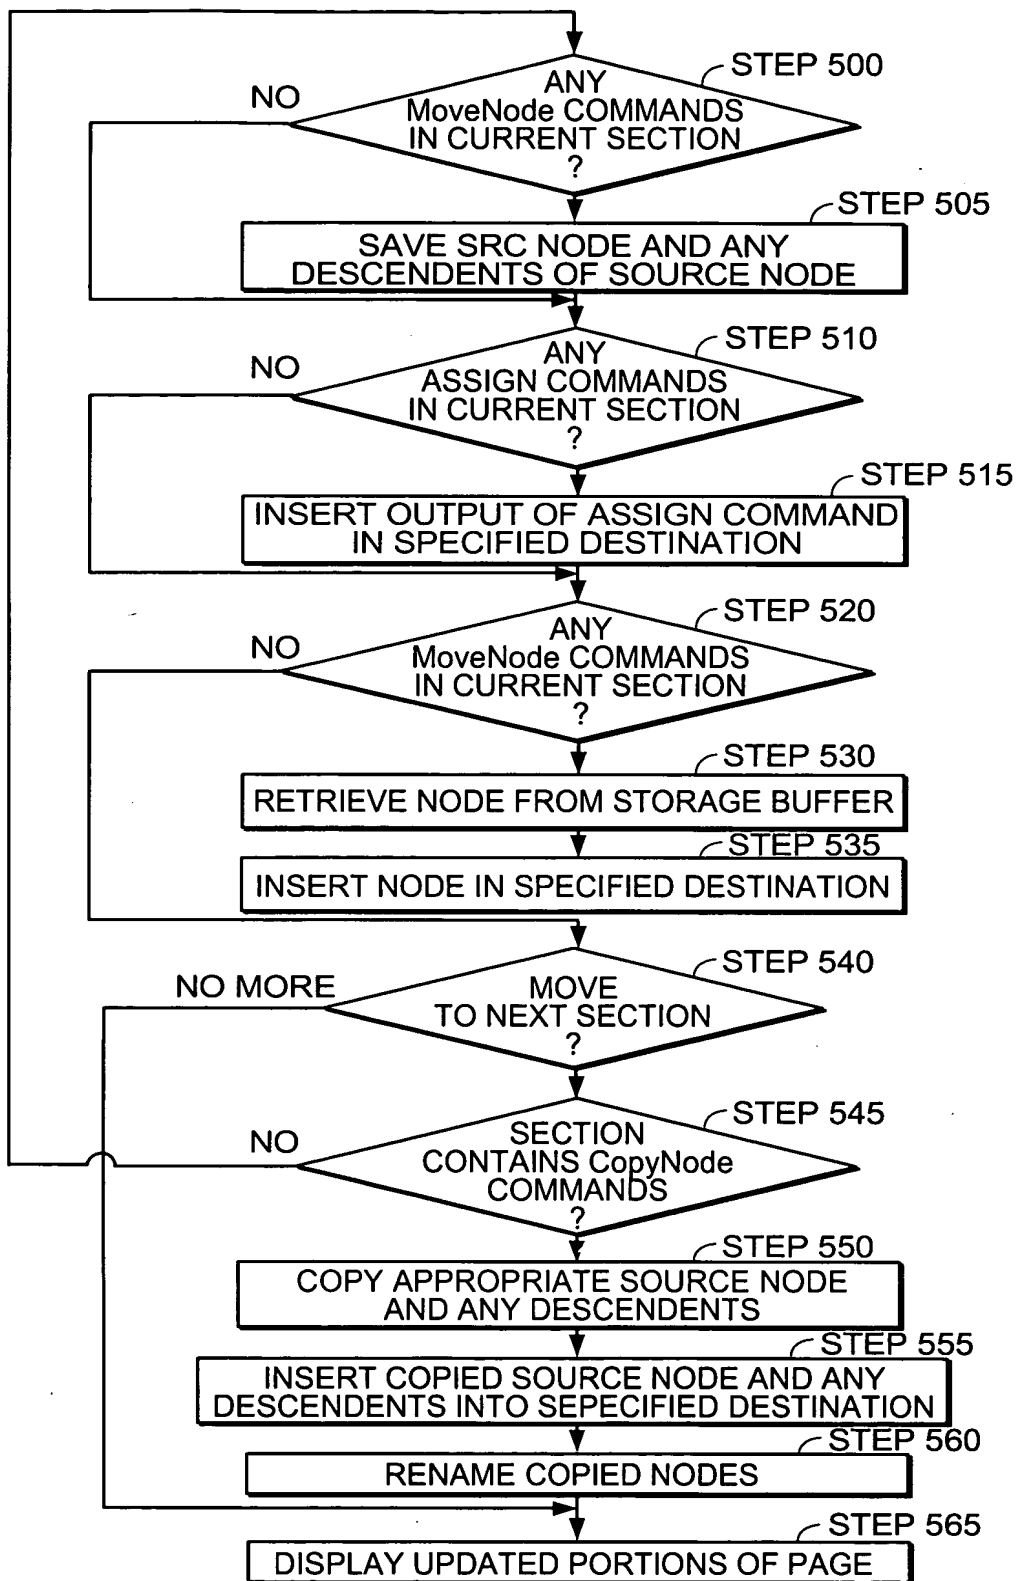 STEP 500
NO
ANY
MoveNode COMMANDS
IN CURRENT SECTION
?
STEP 505
SAVE SRC NODE AND ANY
DESCENDENTS OF SOURCE NODE
STEP 510
NO
ANY
ASSIGN COMMANDS
IN CURRENT SECTION
?
STEP 515
INSERT OUTPUT OF ASSIGN COMMAND
IN SPECIFIED DESTINATION
STEP 520
NO
ANY
MoveNode COMMANDS
IN CURRENT SECTION
?
STEP 530
RETRIEVE NODE FROM STORAGE BUFFER
STEP 535
INSERT NODE IN SPECIFIED DESTINATION
STEP 540
NO MORE
MOVE
TO NEXT SECTION
?
STEP 545
NO
SECTION
CONTAINS CopyNode
COMMANDS
?
STEP 550
COPY APPROPRIATE SOURCE NODE
AND ANY DESCENDENTS
STEP 555
INSERT COPIED SOURCE NODE AND ANY
DESCENDENTS INTO SEPECIFIED DESTINATION
STEP 560
RENAME COPIED NODES
STEP 565
DISPLAY UPDATED PORTIONS OF PAGE